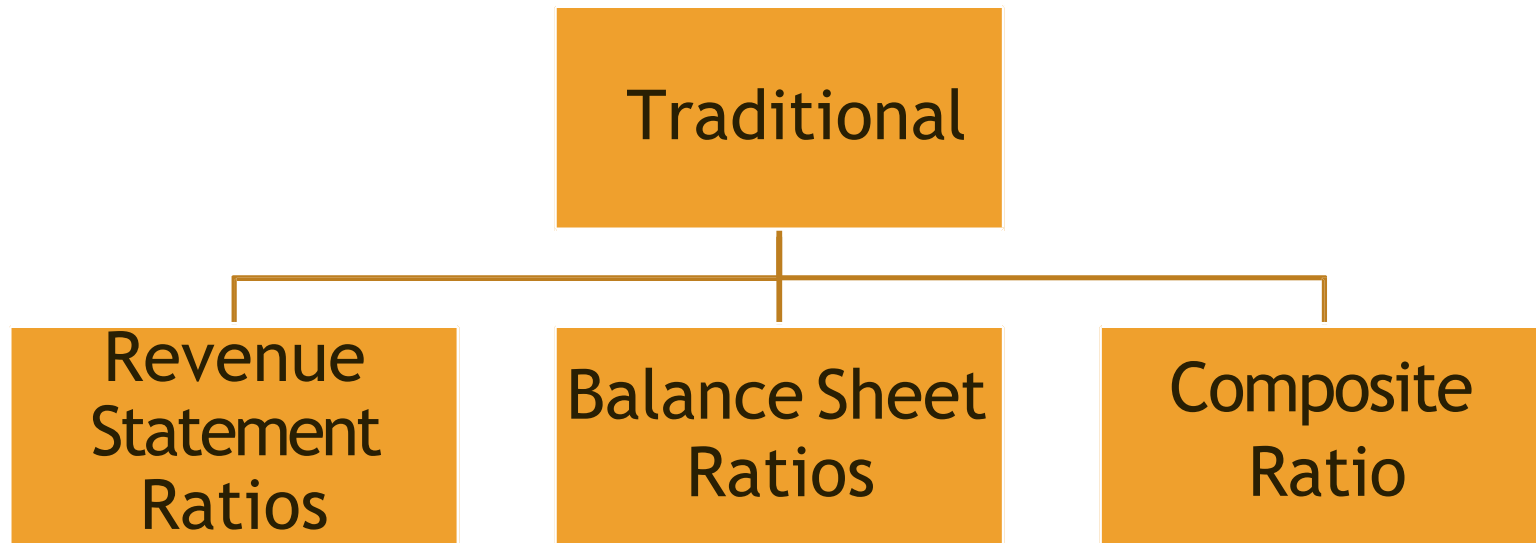 Traditional
Revenue
Statement
Ratios
Balance Sheet
Ratios
Composite
Ratio